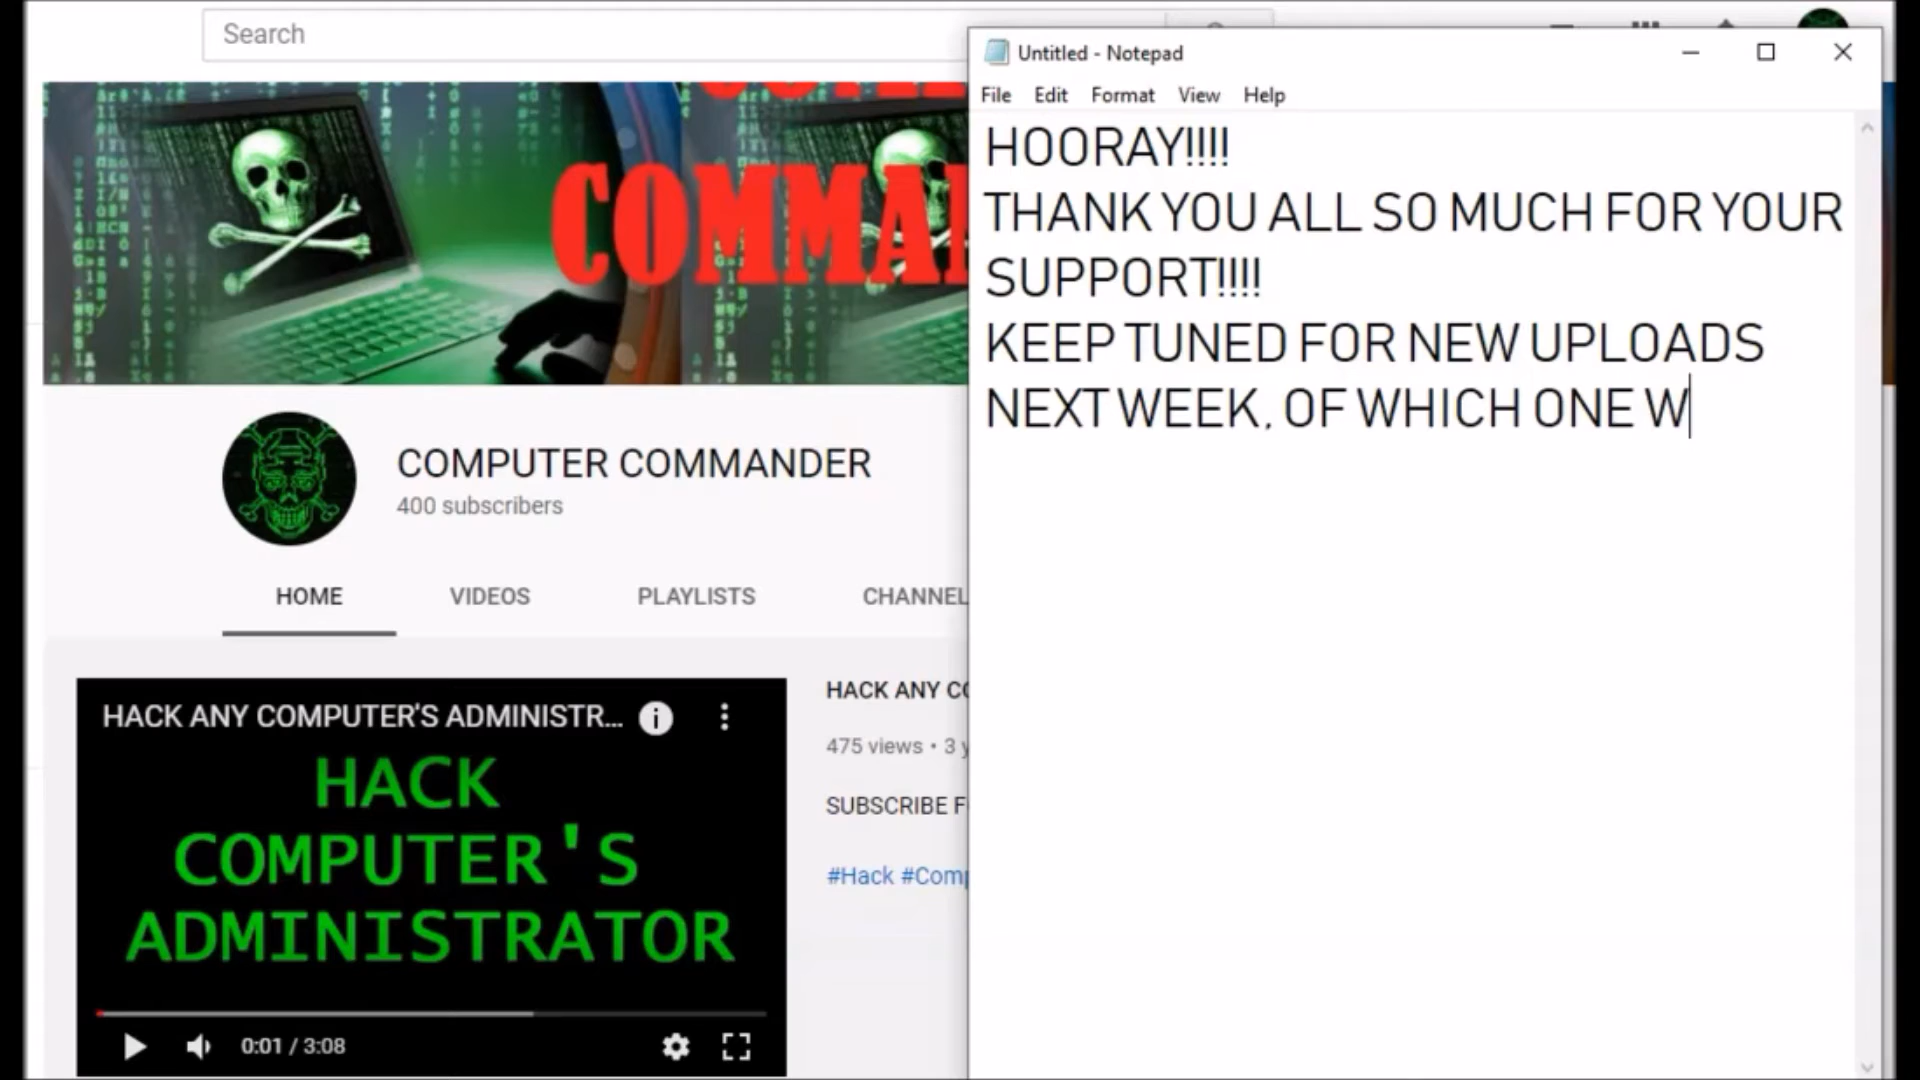 Search
COMMA
COMPUTER COMMANDER
400 subscribers
HOME
VIDEOS
PLAYLISTS
CHANNEL
HACK ANY COMPUTER'S ADMINISTR...
HACK
COMPUTER'S
ADMINISTRATOR
0:01 / 3:08
HACK ANY CO
475 views • 3 y
SUBSCRIBE F
#Hack #Comp
Untitled - Notepad
File Edit Format View Help
HOORAY!!!!
THANK YOU ALL SO MUCH FOR YOUR
SUPPORT!!!!
KEEP TUNED FOR NEW UPLOADS
NEXT WEEK, OF WHICH ONE W